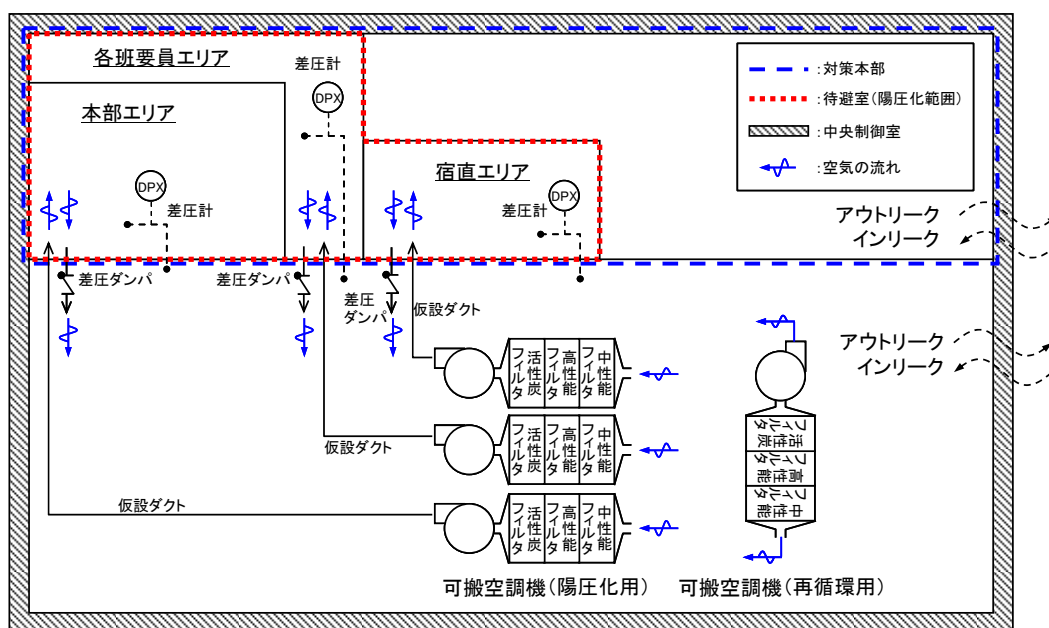 各班要員エリア
差圧計
DPX
本部エリア
DPX
差圧計
宿直エリア
DPX
差圧計
:対策本部
:待避室(陽圧化範囲)
:中央制御室
:空気の流れ
アウトリーク
インリーク
差圧ダンパ
差圧ダンパ
差圧
ダンパ
仮設ダクト
アウトリーク
インリーク
活性炭
フィルタ
高性能
フィルタ
中性能
フィルタ
仮設ダクト
活性炭
フィルタ
高性能
フィルタ
中性能
フィルタ
仮設ダクト
活性炭
フィルタ
高性能
フィルタ
中性能
フィルタ
活性炭
フィルタ
高性能
フィルタ
中性能
フィルタ
可搬空調機(陽圧化用)
可搬空調機(再循環用)